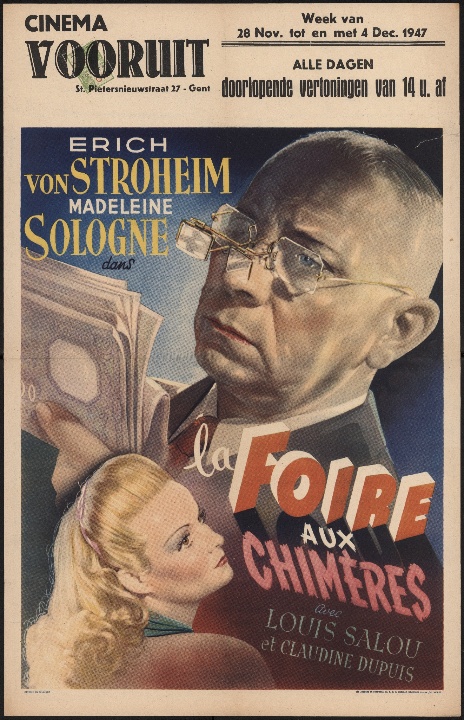 CINEMA
VOORUIT
St. Pietersnieuwstraat 27 - Gent
Week van
28 Nov. tot en met 4 Dec. 1947
ALLE DAGEN
doorlopende vertoningen van 14 u. af
ERICH
VON STROHEIM
MADELEINE
SOLOGNE
dans
la FOIRE
AUX
CHIMÈRES
avec
LOUIS SALOU
et CLAUDINE DUPUIS